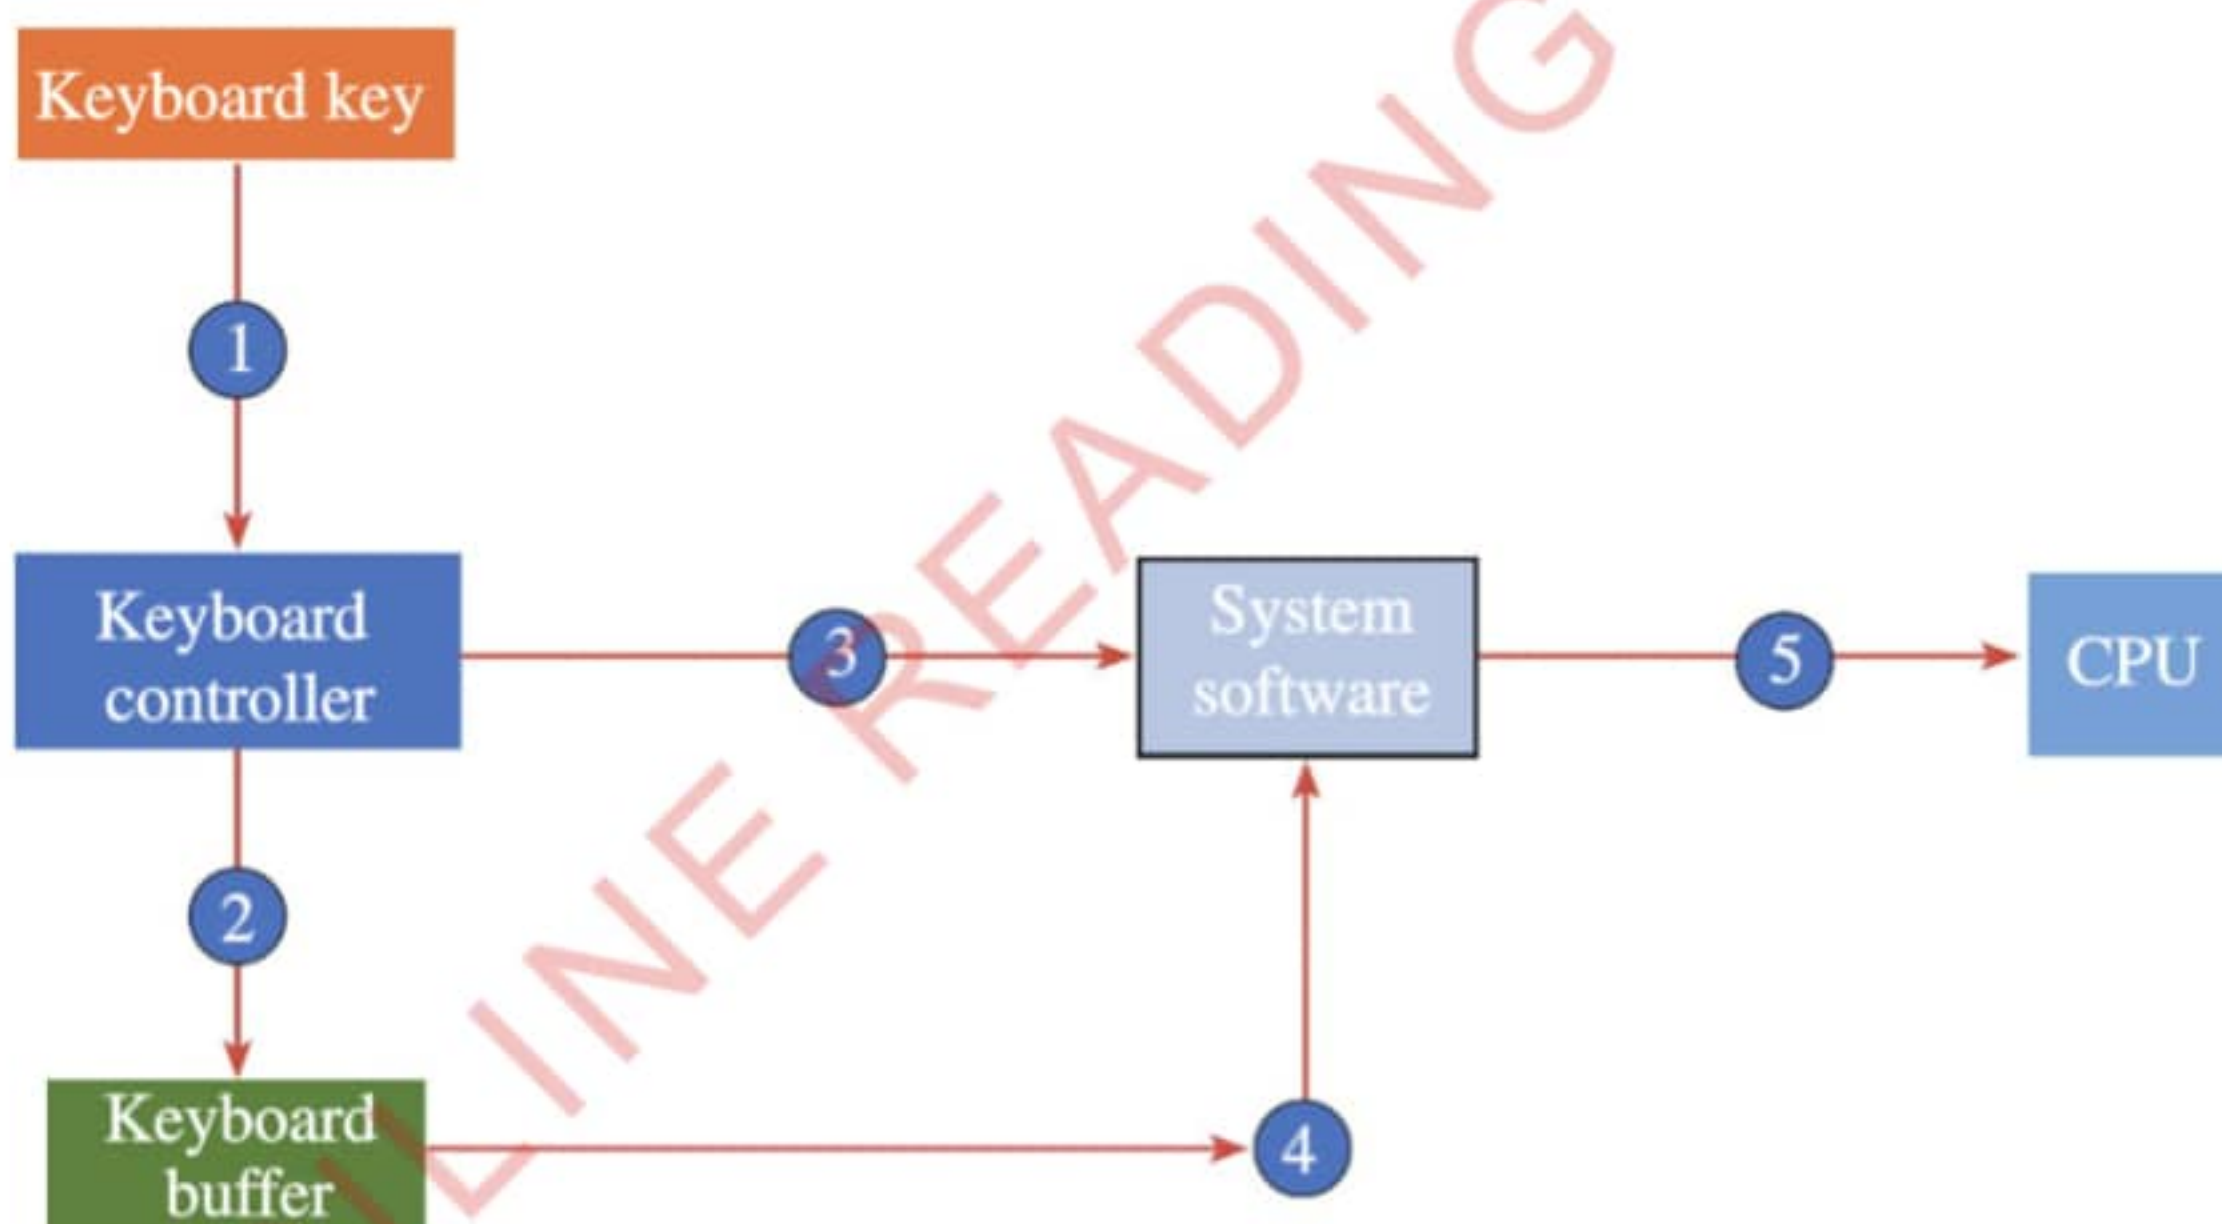 Keyboard key
1
Keyboard
controller
3
System
software
5
CPU
2
Keyboard
buffer
4
LINE READING